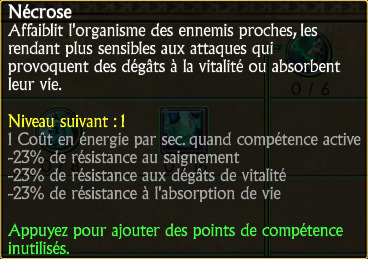 Nécrose
Affaiblit l'organisme des ennemis proches, les
rendant plus sensibles aux attaques qui
provoquent des dégâts à la vitalité ou absorbent
leur vie.
0 / 6
Niveau suivant : 1
1 Coût en énergie par sec. quand compétence active
-23% de résistance au saignement
-23% de résistance aux dégâts de vitalité
-23% de résistance à l'absorption de vie
Appuyez pour ajouter des points de compétence
inutilisés.